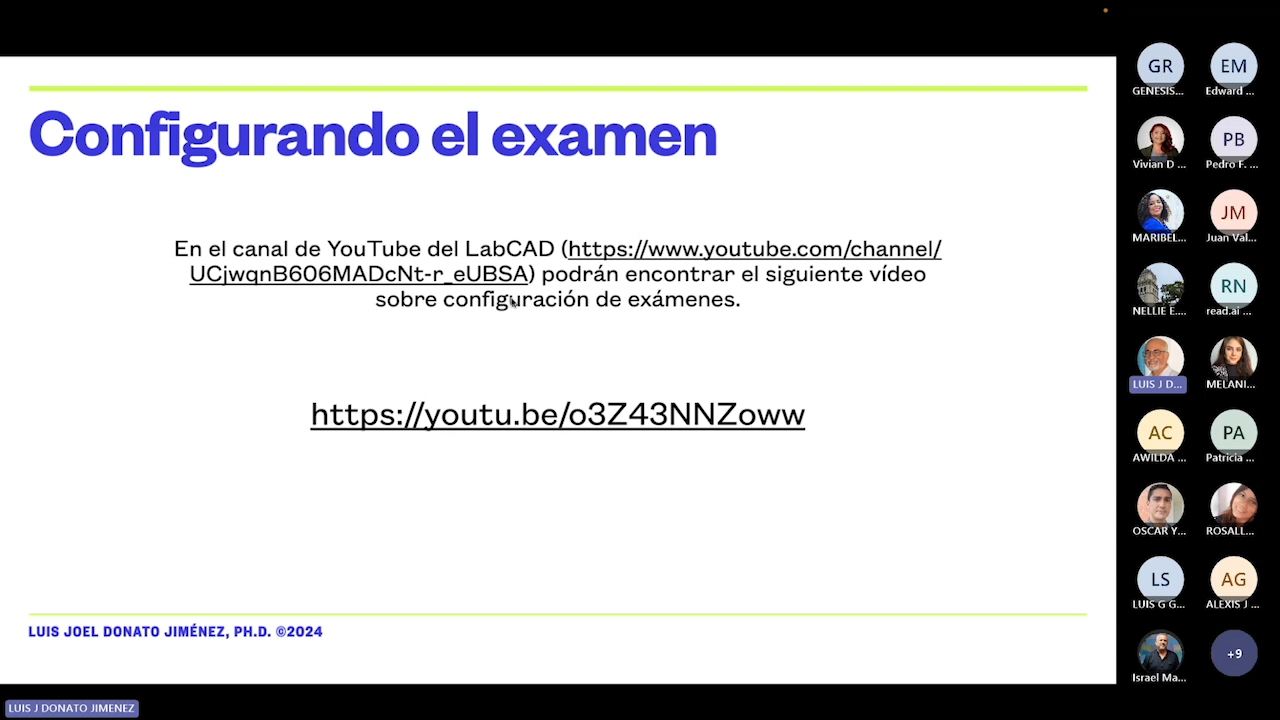 Configurando el examen
En el canal de YouTube del LabCAD (https://www.youtube.com/channel/
UCjwqnB606MADcNt-r_eUBSA) podrán encontrar el siguiente vídeo
sobre configuración de exámenes.
https://youtu.be/o3Z43NNZoww
LUIS JOEL DONATO JIMÉNEZ, PH.D. ©2024
LUIS J DONATO JIMENEZ
GR
EM
GENESIS...
Edward ...
PB
Vivian D ...
Pedro F. ...
JM
MARIBEL...
Juan Val...
RN
NELLIE E....
read.ai ...
LUIS J D...
MELANI...
AC
PA
AWILDA ...
Patricia ...
OSCAR Y...
ROSALL...
LS
AG
LUIS G G...
ALEXIS J ...
+9
Israel Ma...